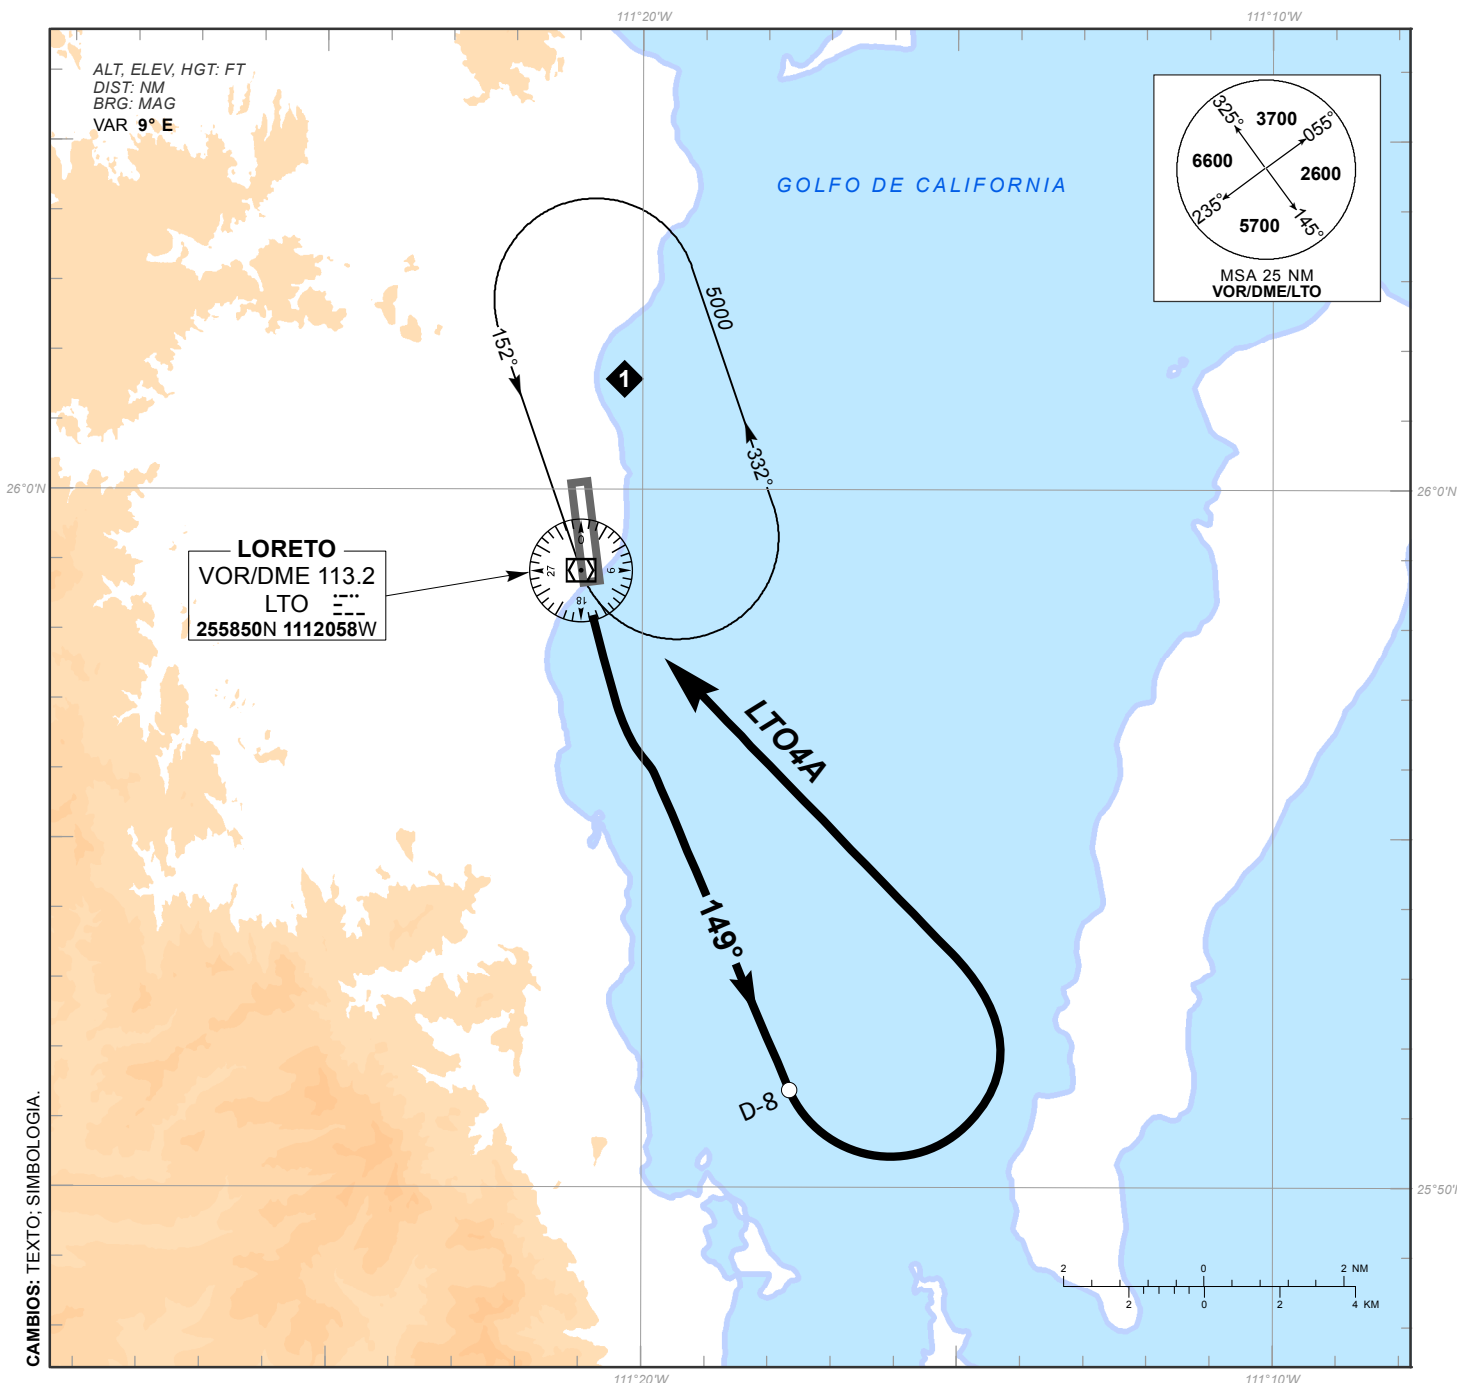 111°20'W
111°10'W
ALT, ELEV, HGT: FT
DIST: NM
BRG: MAG
VAR 9° E
325°
3700
055°
6600
2600
235°
5700
145°
MSA 25 NM
VOR/DME/LTO
GOLFO DE CALIFORNIA
5000
152°
1
332°
26°0'N
26°0'N
LORETO
VOR/DME 113.2
LTO
255850N 1112058W
0
27
9
18
LTO4A
149°
D-8
25°50'
2
0
2 NM
2
0
2
4 KM
CAMBIOS: TEXTO; SIMBOLOGIA.
111°20'W
111°10'W